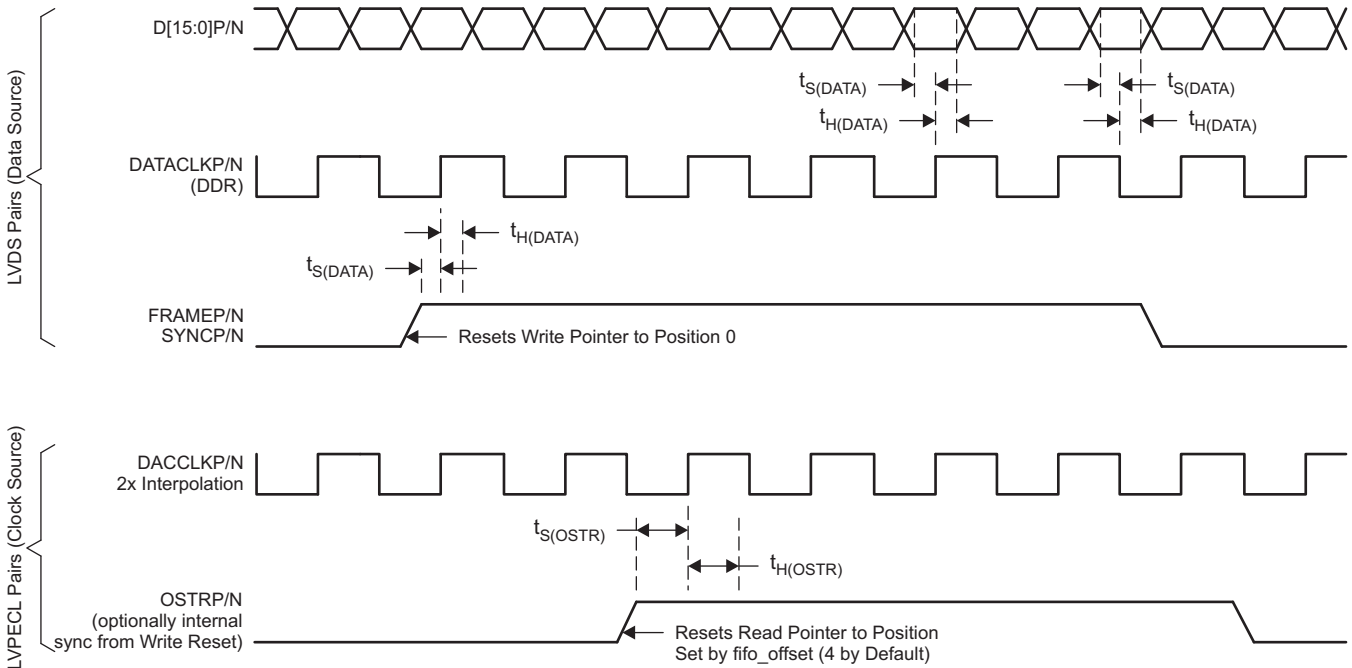 D[15:0]P/N
tS(DATA)
tS(DATA)
tH(DATA)
tH(DATA)
LVDS Pairs (Data Source)
DATACLKP/N
(DDR)
tH(DATA)
tS(DATA)
FRAMEP/N
SYNCP/N
Resets Write Pointer to Position 0
LVPECL Pairs (Clock Source)
DACCLKP/N
2x Interpolation
tS(OSTR)
tH(OSTR)
OSTRP/N
(optionally internal
sync from Write Reset)
Resets Read Pointer to Position
Set by fifo_offset (4 by Default)